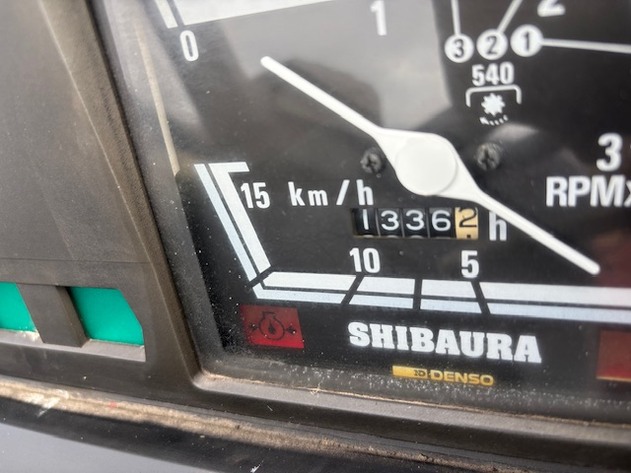 0
1
2
3 2 1
540
3
RPMx
15 km/h
13362 h
10
5
SHIBAURA
DENSO